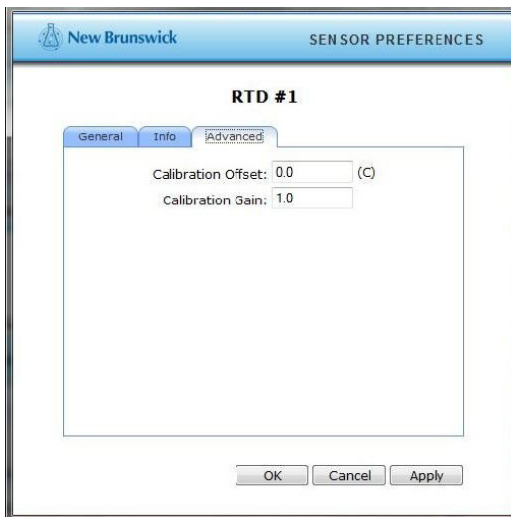 New Brunswick SENSOR PREFERENCES
RTD #1
General Info Advanced
Calibration Offset: 0.0 (C)
Calibration Gain: 1.0
OK Cancel Apply